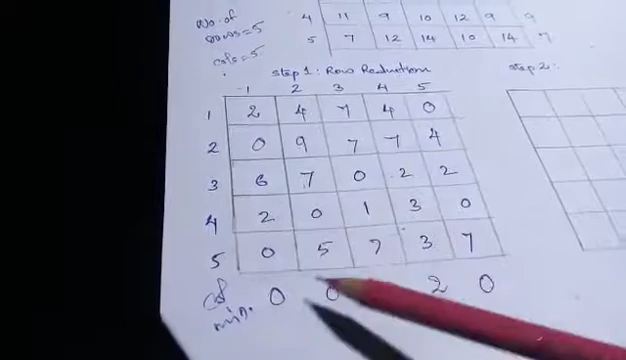 No. of rows = 5
cols = 5.
4 11 9 10 12 9 9
5 7 12 14 10 14 7
step 1: Row Reduction
step 2:
1 2 3 4 5
1 2 4 7 4 0
2 0 9 7 7 4
3 6 7 0 2 2
4 2 0 1 3 0
5 0 5 7 3 7
Col min. 0 0 2 0